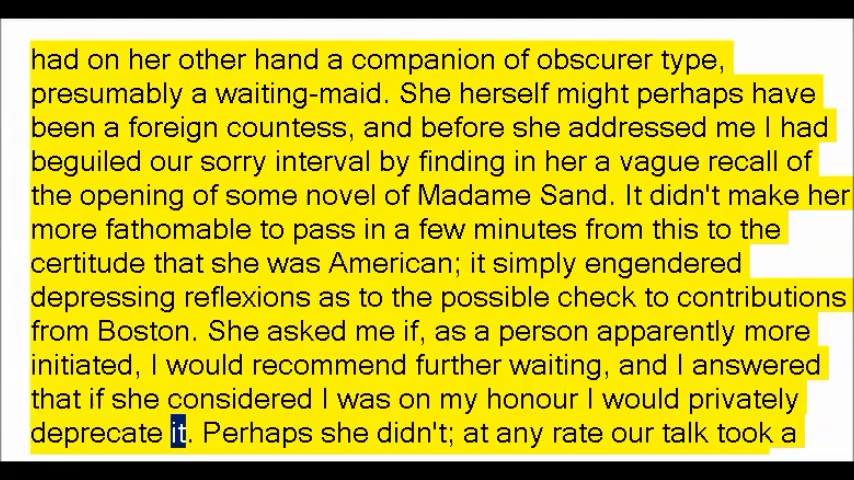 had on her other hand a companion of obscurer type,
presumably a waiting-maid. She herself might perhaps have
been a foreign countess, and before she addressed me I had
beguiled our sorry interval by finding in her a vague recall of
the opening of some novel of Madame Sand. It didn't make her
more fathomable to pass in a few minutes from this to the
certitude that she was American; it simply engendered
depressing reflexions as to the possible check to contributions
from Boston. She asked me if, as a person apparently more
initiated, I would recommend further waiting, and I answered
that if she considered I was on my honour I would privately
deprecate it. Perhaps she didn't; at any rate our talk took a